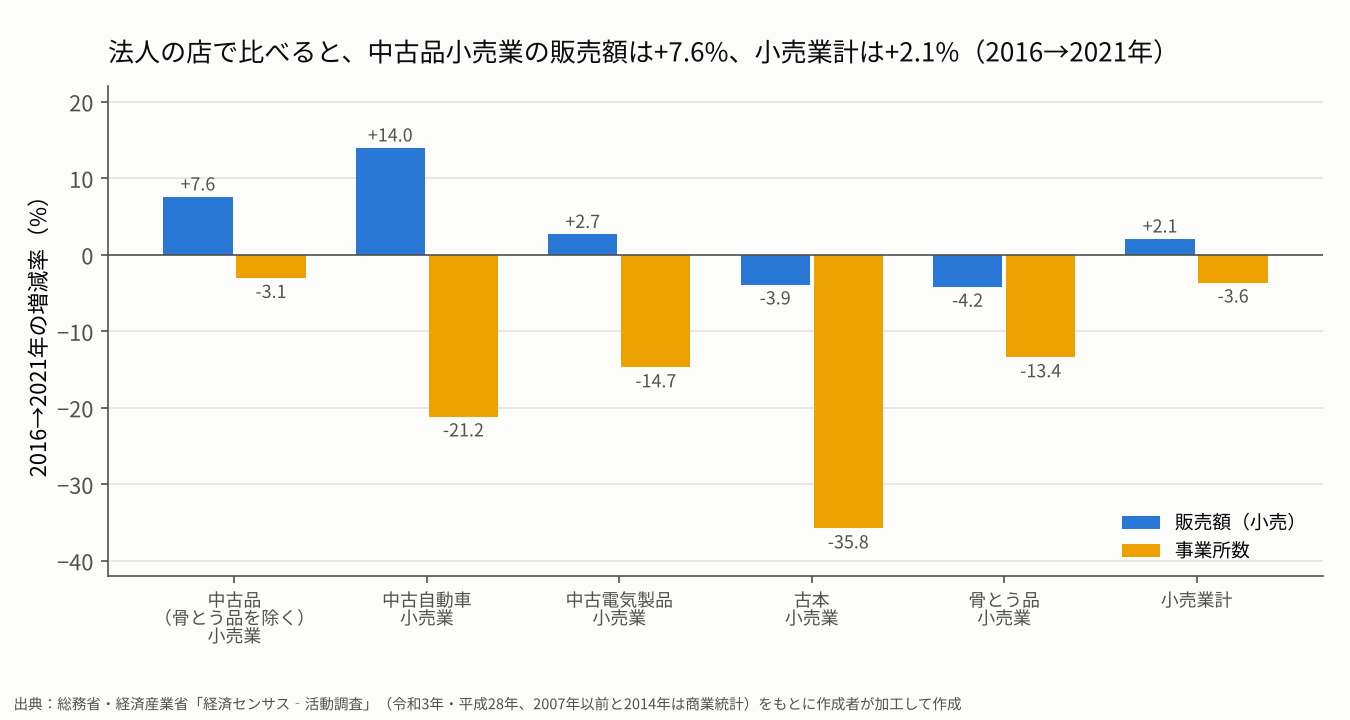 法人の店で比べると、中古品小売業の販売額は+7.6%、小売業計は+2.1%（2016→2021年）
2016→2021年の増減率（%）
20
10
0
−10
−20
−30
−40
+7.6
-3.1
+14.0
-21.2
+2.7
-14.7
-3.9
-35.8
-4.2
-13.4
+2.1
-3.6
販売額（小売）
事業所数
中古品
（骨とう品を除く）
小売業
中古自動車
小売業
中古電気製品
小売業
古本
小売業
骨とう品
小売業
小売業計
出典：総務省・経済産業省「経済センサス‐活動調査」（令和3年・平成28年、2007年以前と2014年は商業統計）をもとに作成者が加工して作成